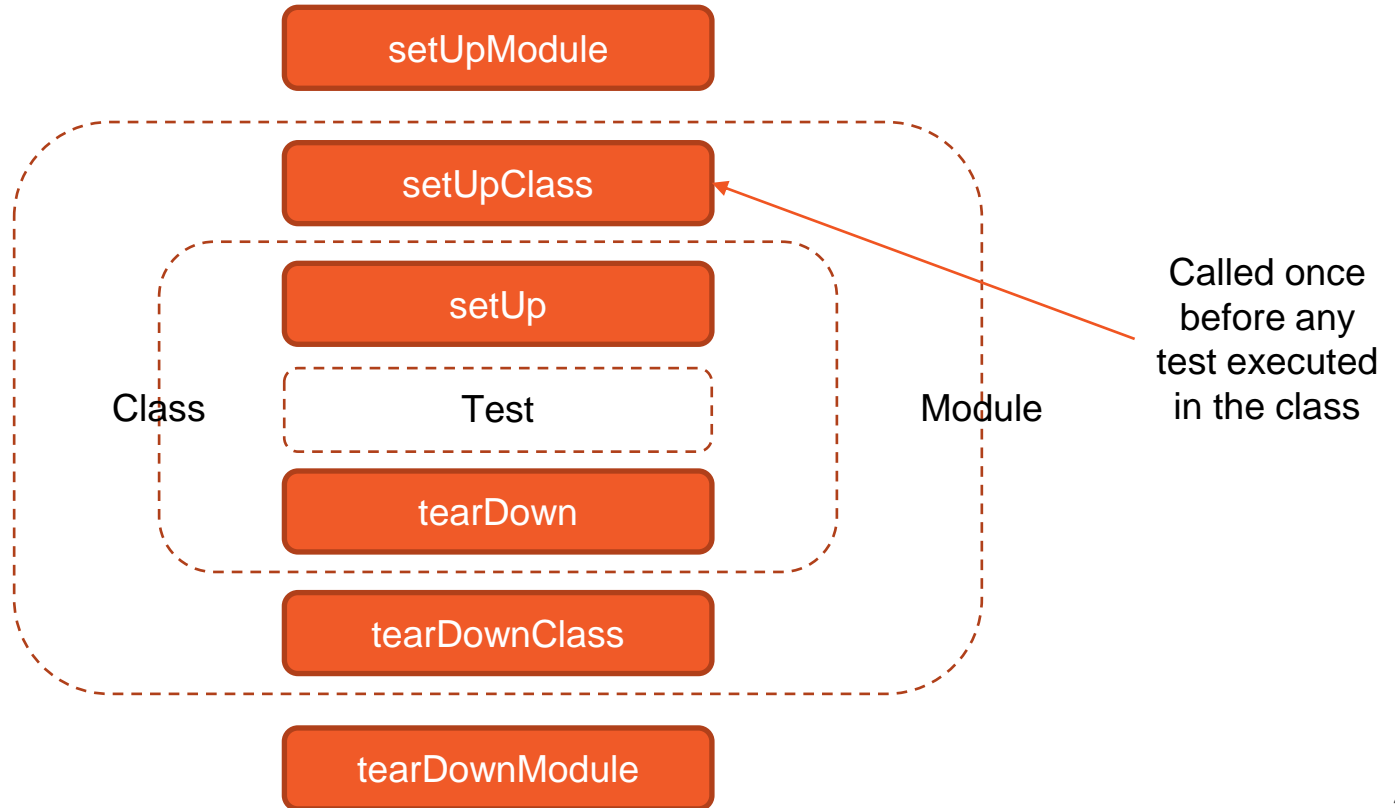 setUpModule
setUpClass
setUp
Class
Test
Module
Called once
before any
test executed
in the class
tearDown
tearDownClass
tearDownModule